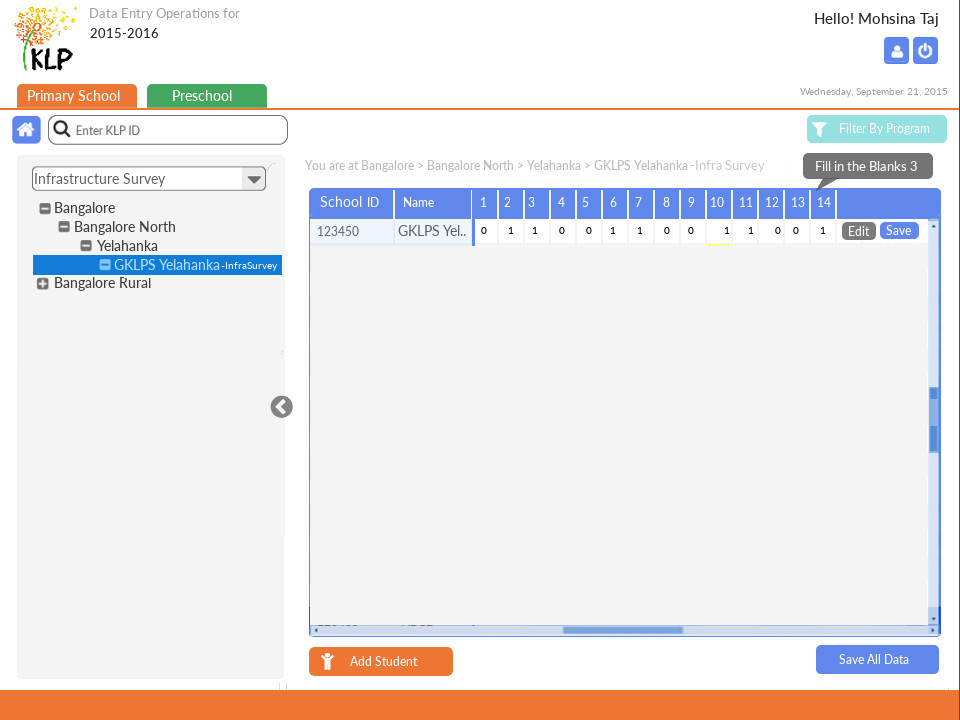 Data Entry Operations for
2015-2016
Hello! Mohsina Taj
KLP
Primary School
Preschool
Wednesday, September 21, 2015
Enter KLP ID
Filter By Program
You are at Bangalore > Bangalore North > Yelahanka > GKLPS Yelahanka-Infra Survey
Fill in the Blanks 3
Infrastructure Survey
Bangalore
Bangalore North
Yelahanka
GKLPS Yelahanka-InfraSurvey
Bangalore Rural
School ID Name 1 2 3 4 5 6 7 8 9 10 11 12 13 14
123450 GKLPS Yel.. 0 1 1 0 0 1 1 0 0 1 1 0 0 1 Edit Save
Add Student
Save All Data